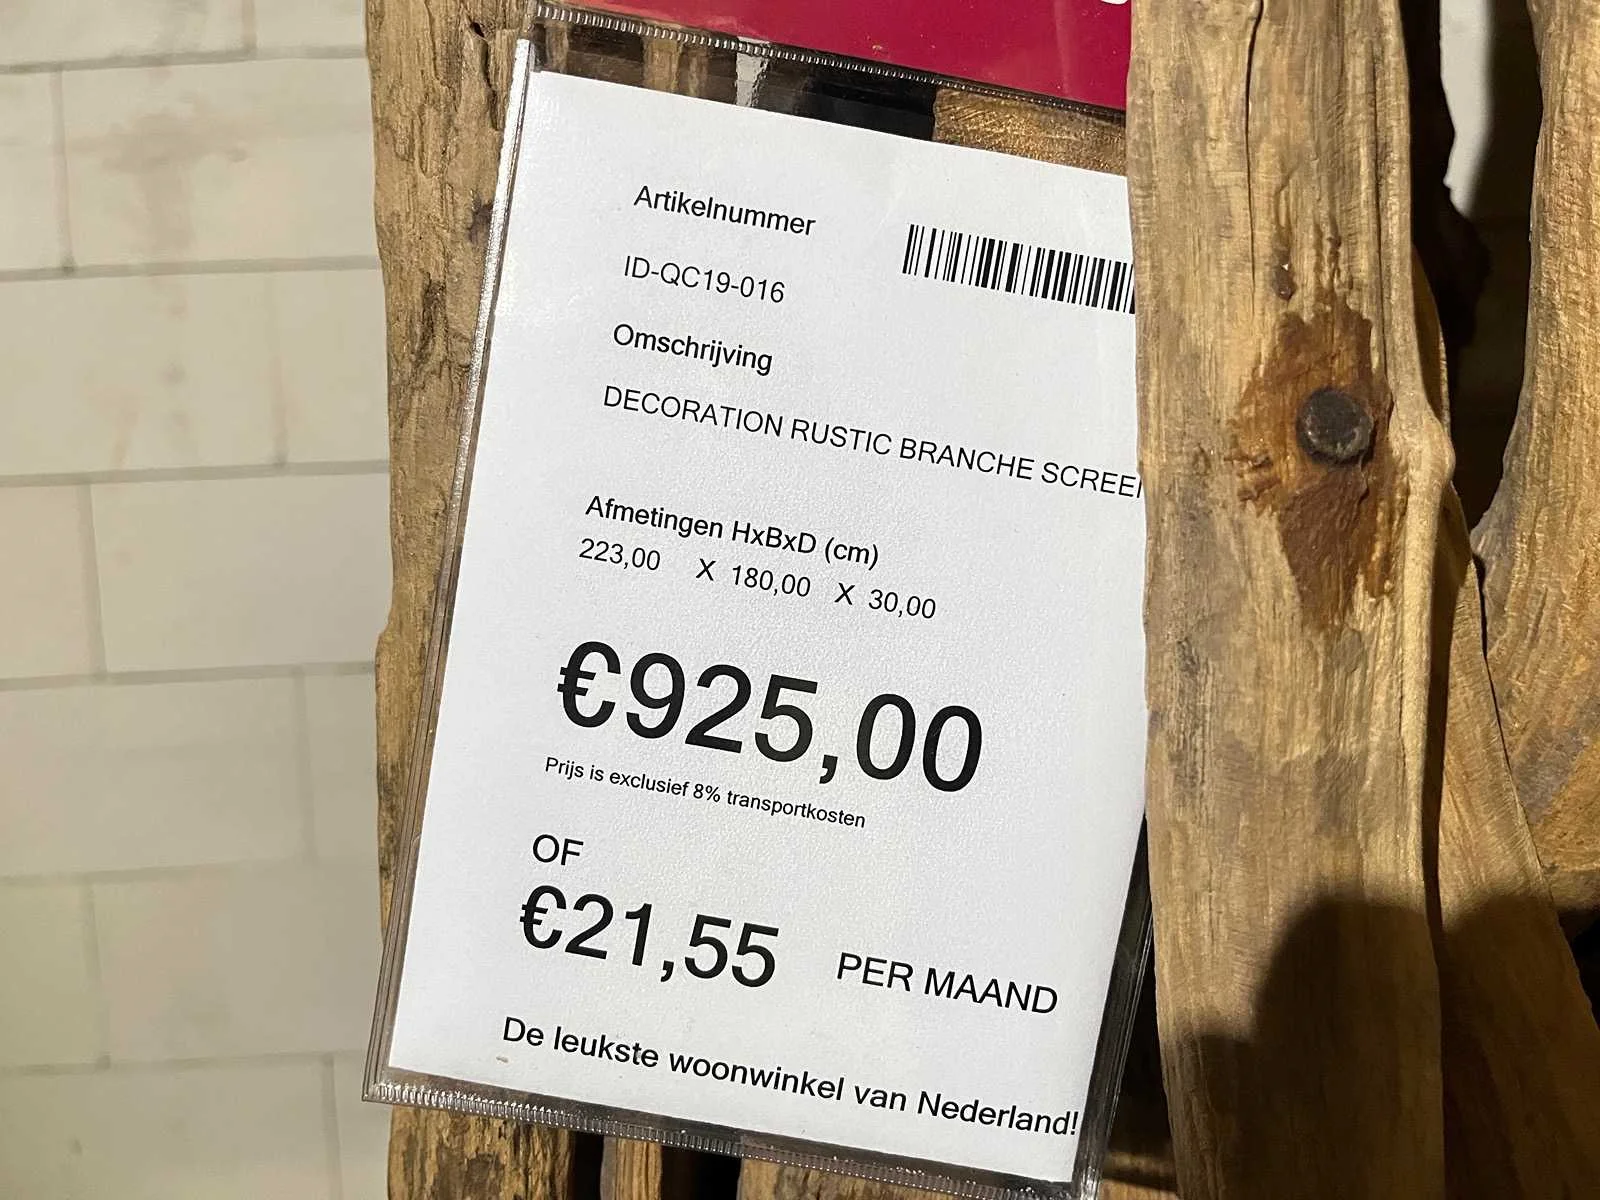 Artikelnummer
ID-QC19-016
Omschrijving
DECORATION RUSTIC BRANCHE
Afmetingen HxBxD (cm)
223,00 X 180,00 X 30,00
€925,00
Prijs is exclusief 8% transportkosten
OF
€21,55 PER MAAND
De leukste woonwinkel van Nederland!